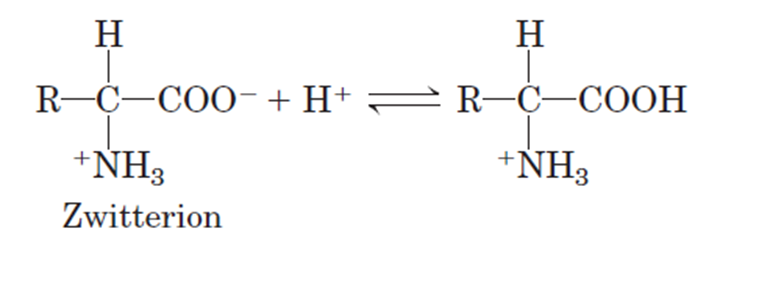 H H
R—C—COO⁻ + H⁺ ⇌ R—C—COOH
⁺NH₃ ⁺NH₃
Zwitterion